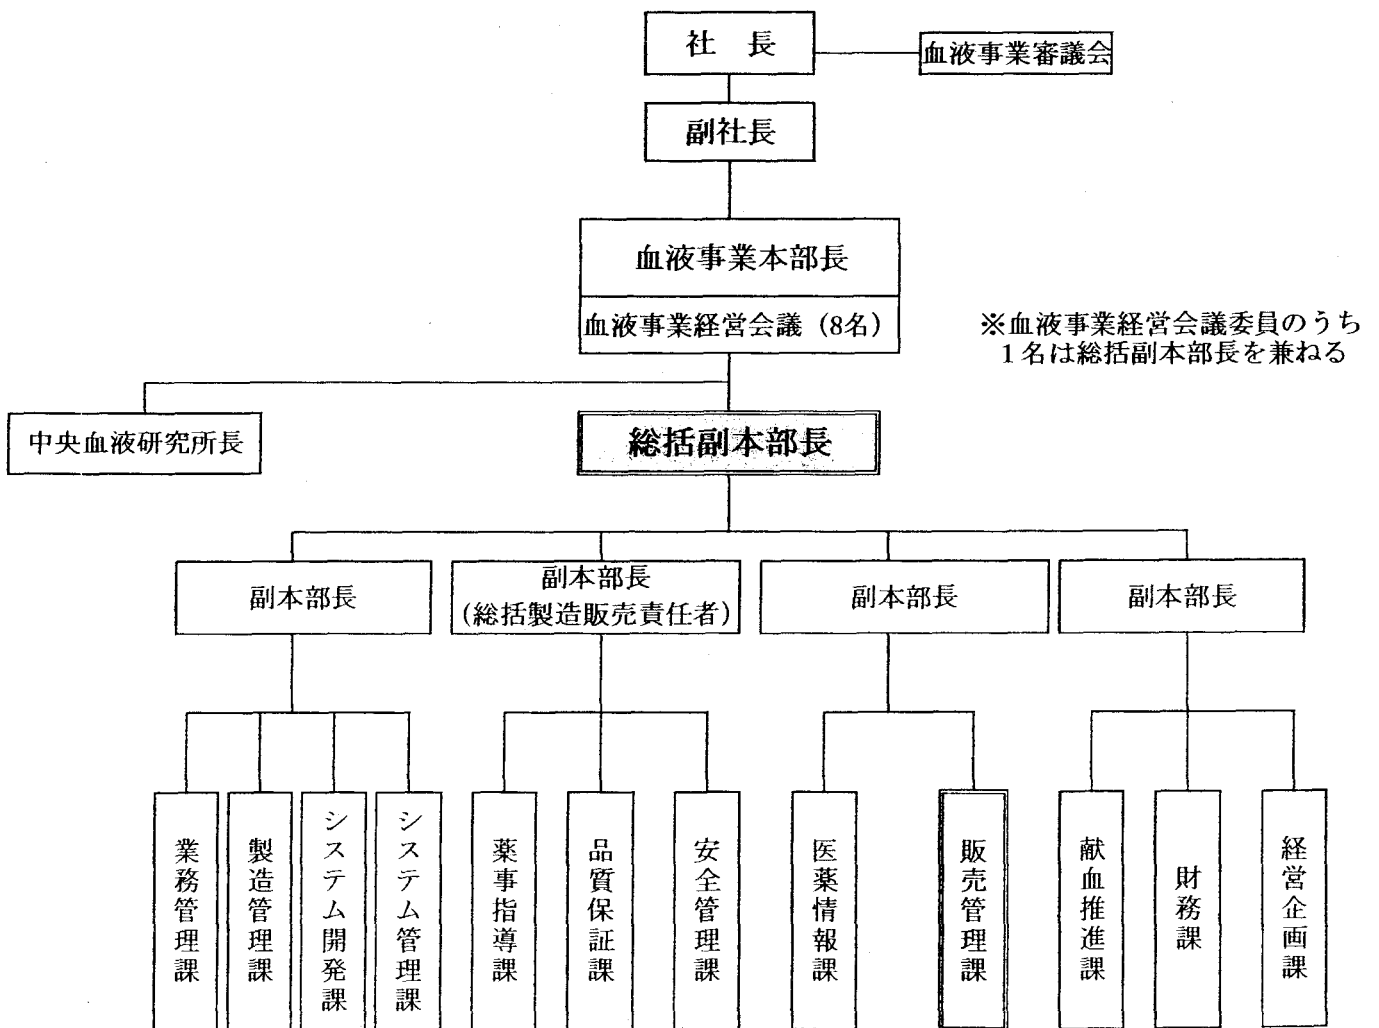 社　長
血液事業審議会
副社長
血液事業本部長
血液事業経営会議（8名）
※血液事業経営会議委員のうち
１名は総括副本部長を兼ねる
中央血液研究所長
総括副本部長
副本部長
副本部長
(総括製造販売責任者)
副本部長
副本部長
業務管理課
製造管理課
システム開発課
システム管理課
薬事指導課
品質保証課
安全管理課
医薬情報課
販売管理課
献血推進課
財務課
経営企画課